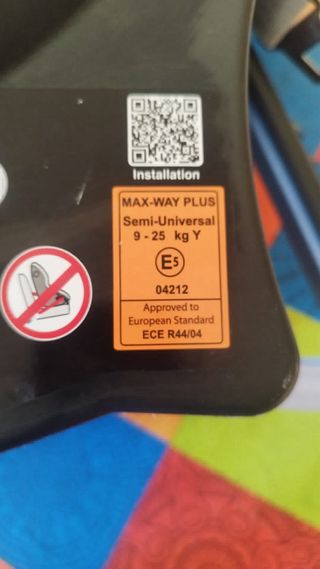 Installation
MAX-WAY PLUS
Semi-Universal
9 - 25 kg Y
E5
04212
Approved to
European Standard
ECE R44/04